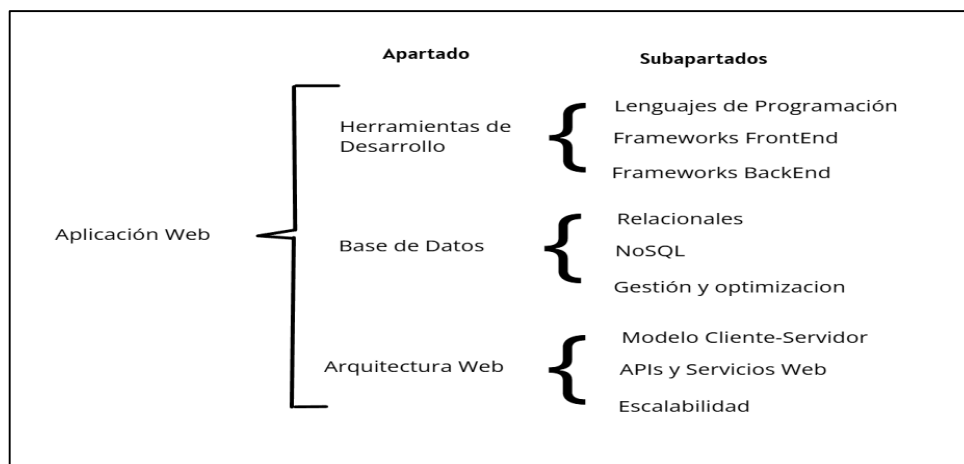 Apartado
Subapartados
Aplicación Web
Herramientas de
Desarrollo
Lenguajes de Programación
Frameworks FrontEnd
Frameworks BackEnd
Base de Datos
Relacionales
NoSQL
Gestión y optimizacion
Arquitectura Web
Modelo Cliente-Servidor
APIs y Servicios Web
Escalabilidad